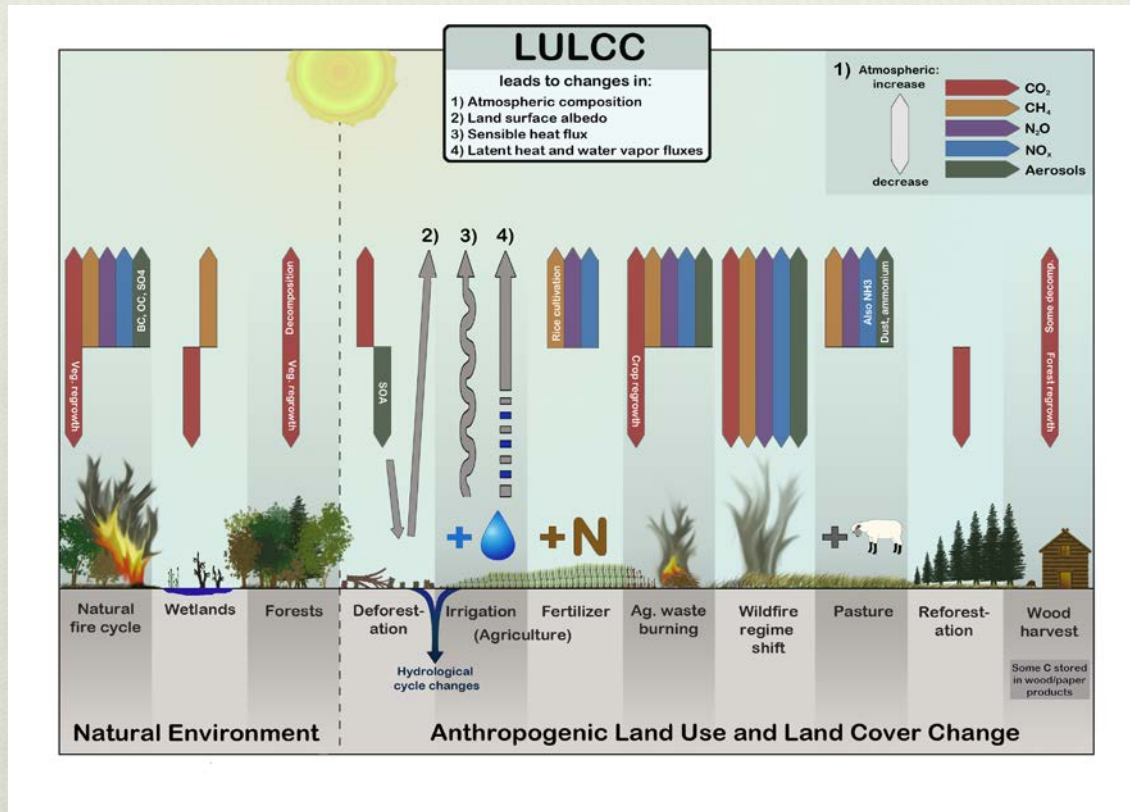 LULCC
leads to changes in:
1) Atmospheric composition
2) Land surface albedo
3) Sensible heat flux
4) Latent heat and water vapor fluxes
1) Atmospheric:
increase
decrease
CO₂
CH₄
N₂O
NOₓ
Aerosols
2)
3)
4)
Veg. regrowth
BC, OC, SO4
Decomposition
Veg. regrowth
SOA
Rice cultivation
Crop regrowth
Also NH3
Dust, ammonium
Some decomp.
Forest regrowth
+
+N
+
Natural
fire cycle
Wetlands
Forests
Deforest-
ation
Irrigation
(Agriculture)
Fertilizer
Ag. waste
burning
Wildfire
regime
shift
Pasture
Reforest-
ation
Wood
harvest
Hydrological
cycle changes
Some C stored
in wood/paper
products
Natural Environment
Anthropogenic Land Use and Land Cover Change